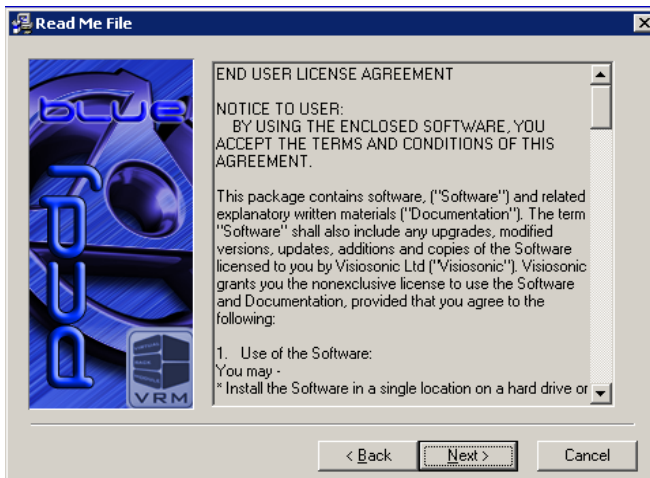 Read Me File
blue
pcdj
VRM
END USER LICENSE AGREEMENT
NOTICE TO USER:
BY USING THE ENCLOSED SOFTWARE, YOU
ACCEPT THE TERMS AND CONDITIONS OF THIS
AGREEMENT.
This package contains software, ("Software") and related
explanatory written materials ("Documentation"). The term
"Software" shall also include any upgrades, modified
versions, updates, additions and copies of the Software
licensed to you by Visiosonic Ltd ("Visiosonic"). Visiosonic
grants you the nonexclusive license to use the Software
and Documentation, provided that you agree to the
following:
1. Use of the Software:
You may -
* Install the Software in a single location on a hard drive or
< Back
Next >
Cancel